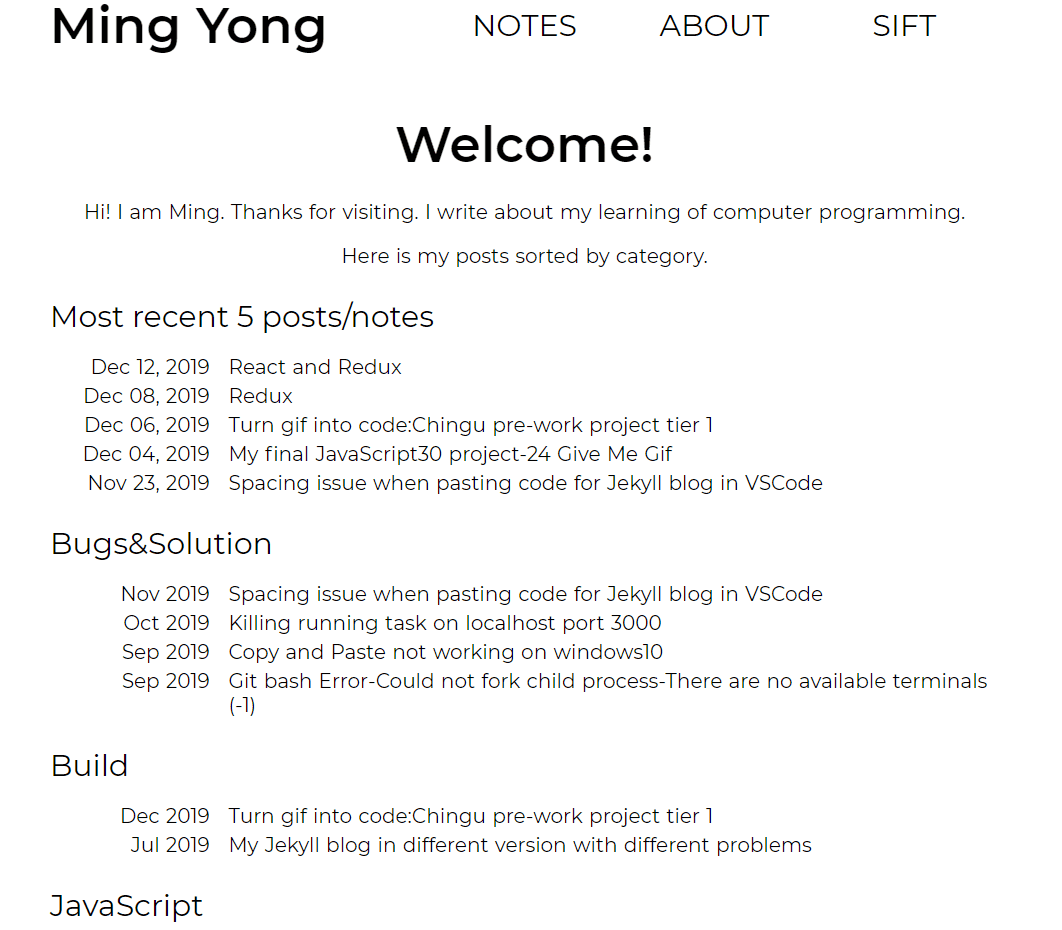 Ming Yong NOTES ABOUT SIFT
Welcome!
Hi! I am Ming. Thanks for visiting. I write about my learning of computer programming.
Here is my posts sorted by category.
Most recent 5 posts/notes
Dec 12, 2019 React and Redux
Dec 08, 2019 Redux
Dec 06, 2019 Turn gif into code:Chingu pre-work project tier 1
Dec 04, 2019 My final JavaScript30 project-24 Give Me Gif
Nov 23, 2019 Spacing issue when pasting code for Jekyll blog in VSCode
Bugs&Solution
Nov 2019 Spacing issue when pasting code for Jekyll blog in VSCode
Oct 2019 Killing running task on localhost port 3000
Sep 2019 Copy and Paste not working on windows10
Sep 2019 Git bash Error-Could not fork child process-There are no available terminals
(-1)
Build
Dec 2019 Turn gif into code:Chingu pre-work project tier 1
Jul 2019 My Jekyll blog in different version with different problems
JavaScript